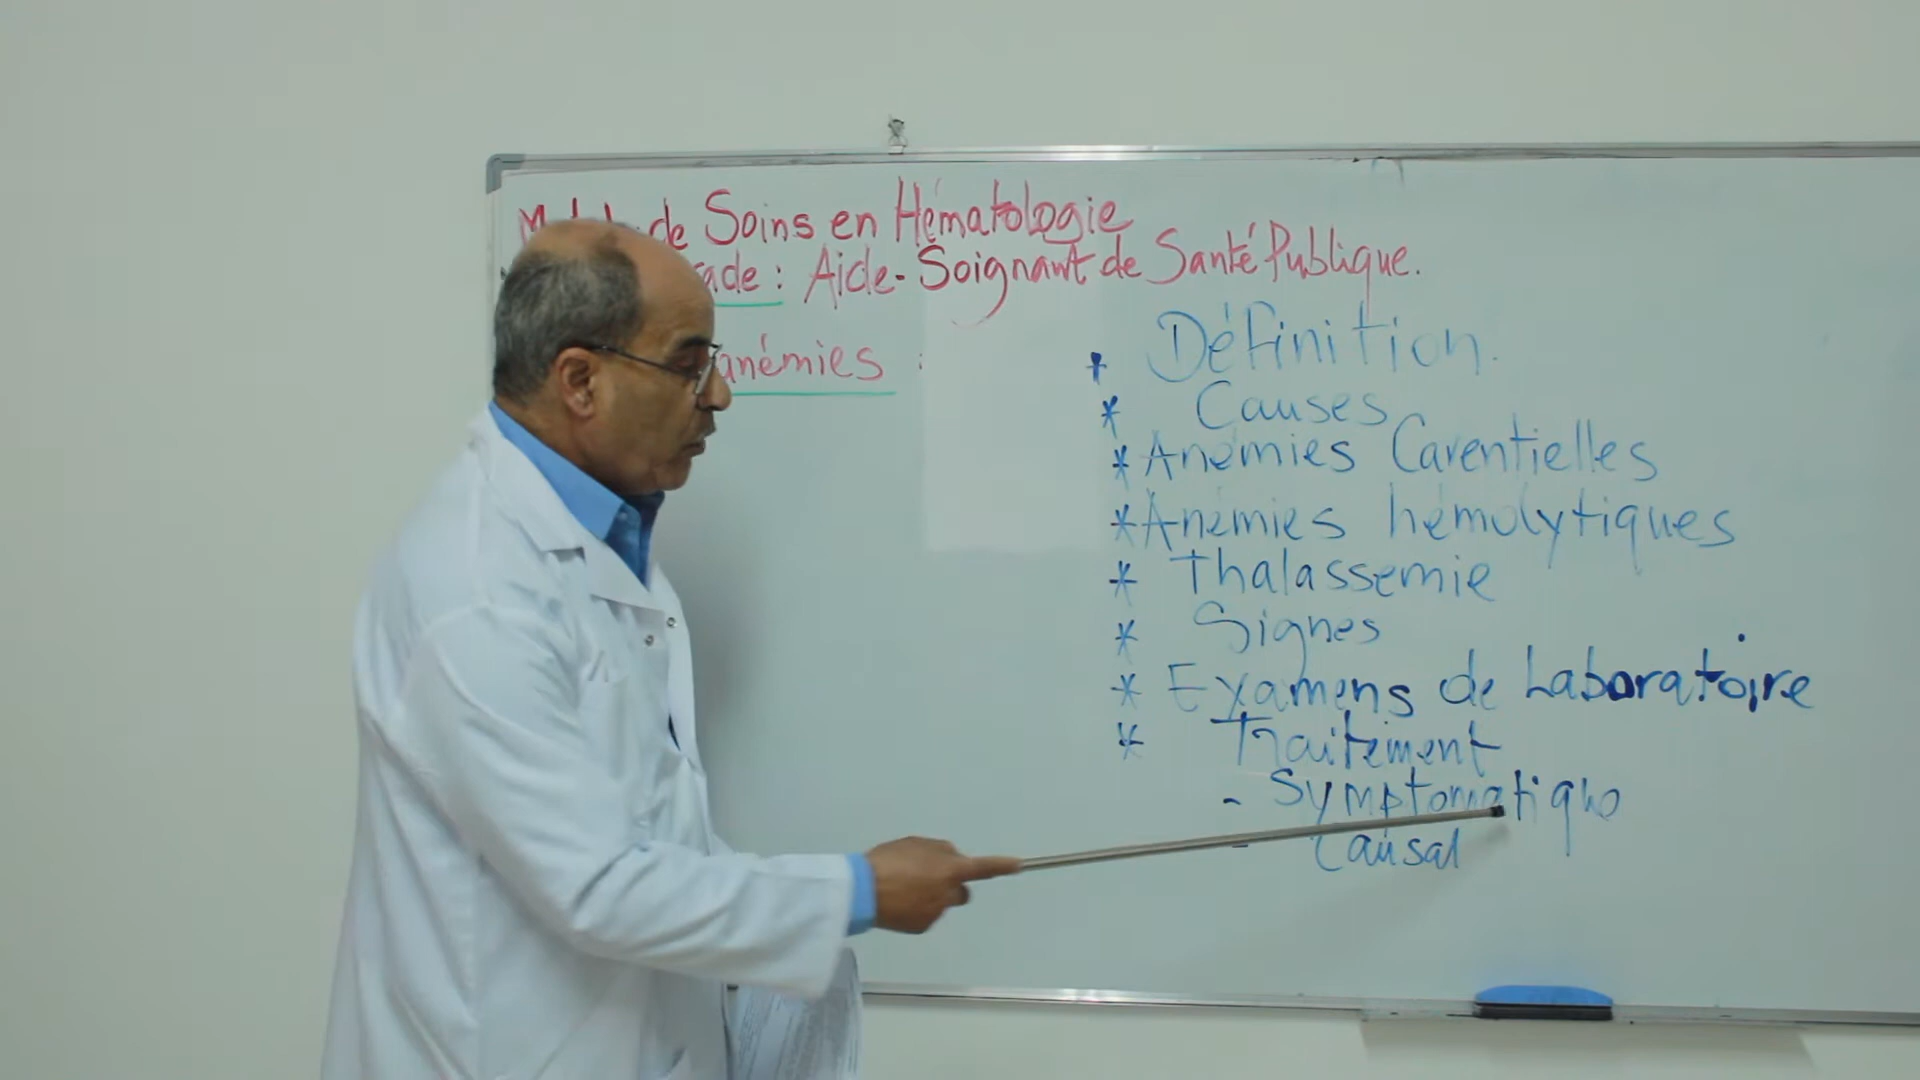 de Soins en Hématologie
Aide-Soignant de Santé Publique.
anémies :
* Définition.
* Causes
* Anémies Carentielles
* Anémies hémolytiques
* Thalassemie
* Signes
* Examens de Laboratoire
* Traitement
- Symptomatique
- Causal